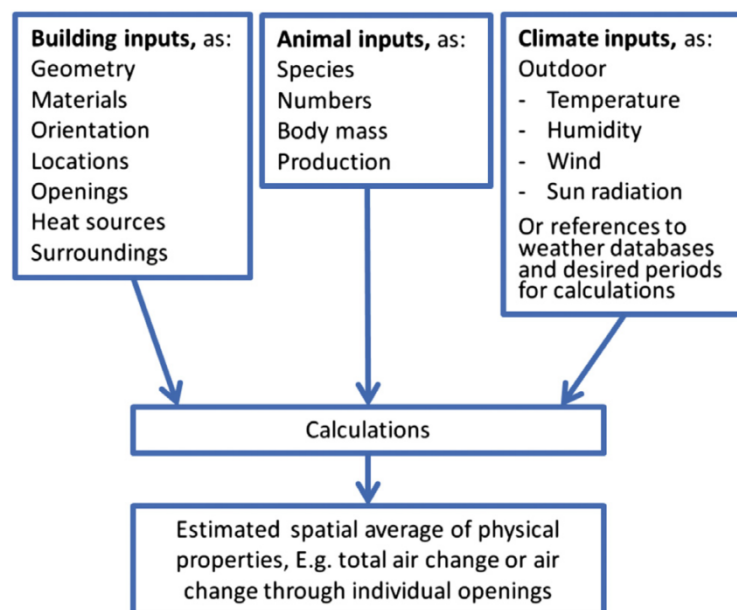 Building inputs, as:
Geometry
Materials
Orientation
Locations
Openings
Heat sources
Surroundings
Animal inputs, as:
Species
Numbers
Body mass
Production
Climate inputs, as:
Outdoor
- Temperature
- Humidity
- Wind
- Sun radiation
Or references to
weather databases
and desired periods
for calculations
Calculations
Estimated spatial average of physical
properties, E.g. total air change or air
change through individual openings